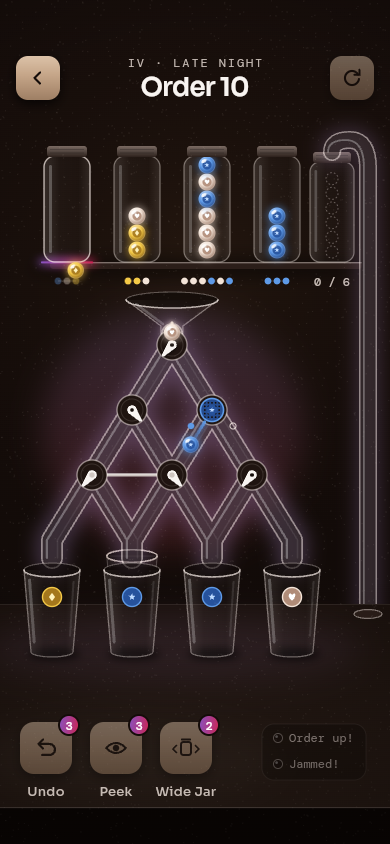 IV · LATE NIGHT
Order 10
0 / 6
3
3
2
Order up!
Jammed!
Undo
Peek
Wide Jar